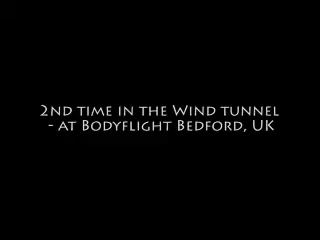 2nd time in the Wind tunnel
- at Bodyflight Bedford, UK